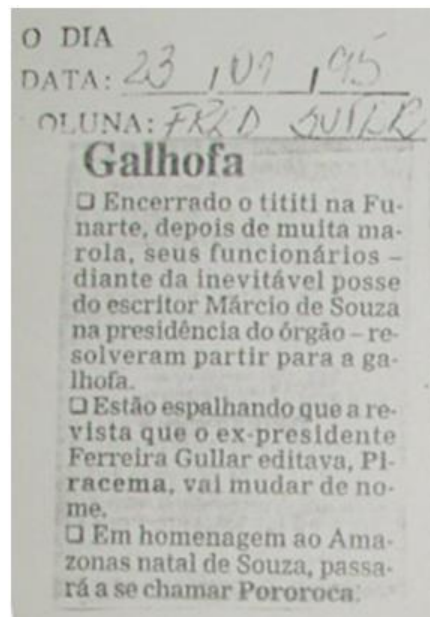 O DIA
DATA: 23 / 01 / 95
OLUNA: FRED SUTER
Galhofa
❑ Encerrado o tititi na Fu-
narte, depois de muita ma-
rola, seus funcionários –
diante da inevitável posse
do escritor Márcio de Souza
na presidência do órgão – re-
solveram partir para a ga-
lhofa.
❑ Estão espalhando que a re-
vista que o ex-presidente
Ferreira Gullar editava, Pi-
racema, vai mudar de no-
me.
❑ Em homenagem ao Ama-
zonas natal de Souza, passa-
rá a se chamar Pororoca.